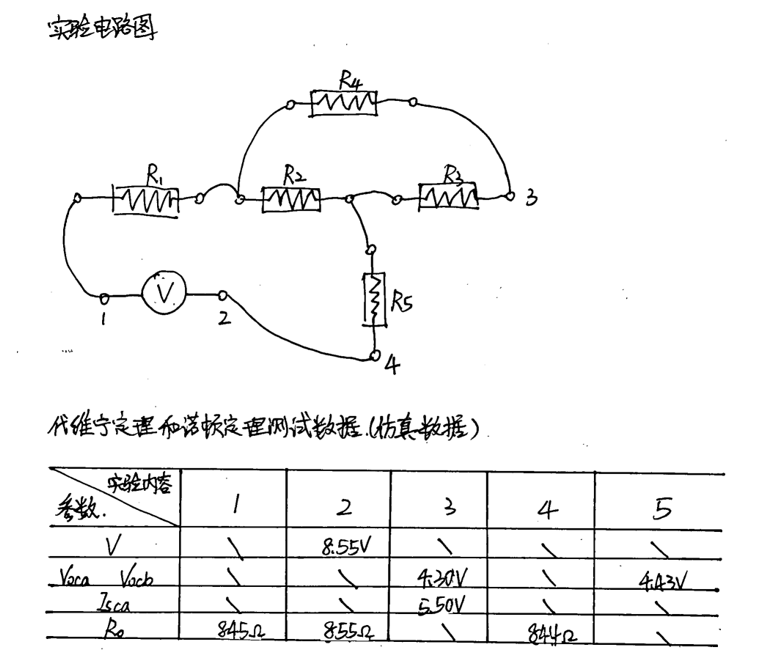 实验电路图
R4
R1 R2 R3 3
V R5
1 2
4
代维宁定理和诺顿定理测试数据.(仿真数据)
实验内容
参数. 1 2 3 4 5
V \ 8.55V \ \ \
Voca Vocb \ \ 4.30V \ 4.43V
Isca \ \ 5.50V \ \
Ro 845Ω 855Ω \ 844Ω \